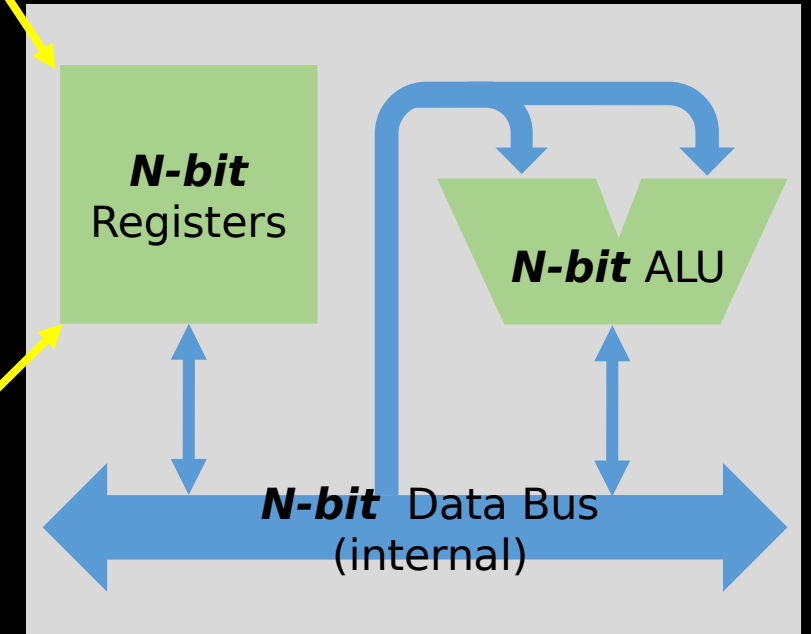 N-bit
Registers
N-bit ALU
N-bit Data Bus
(internal)